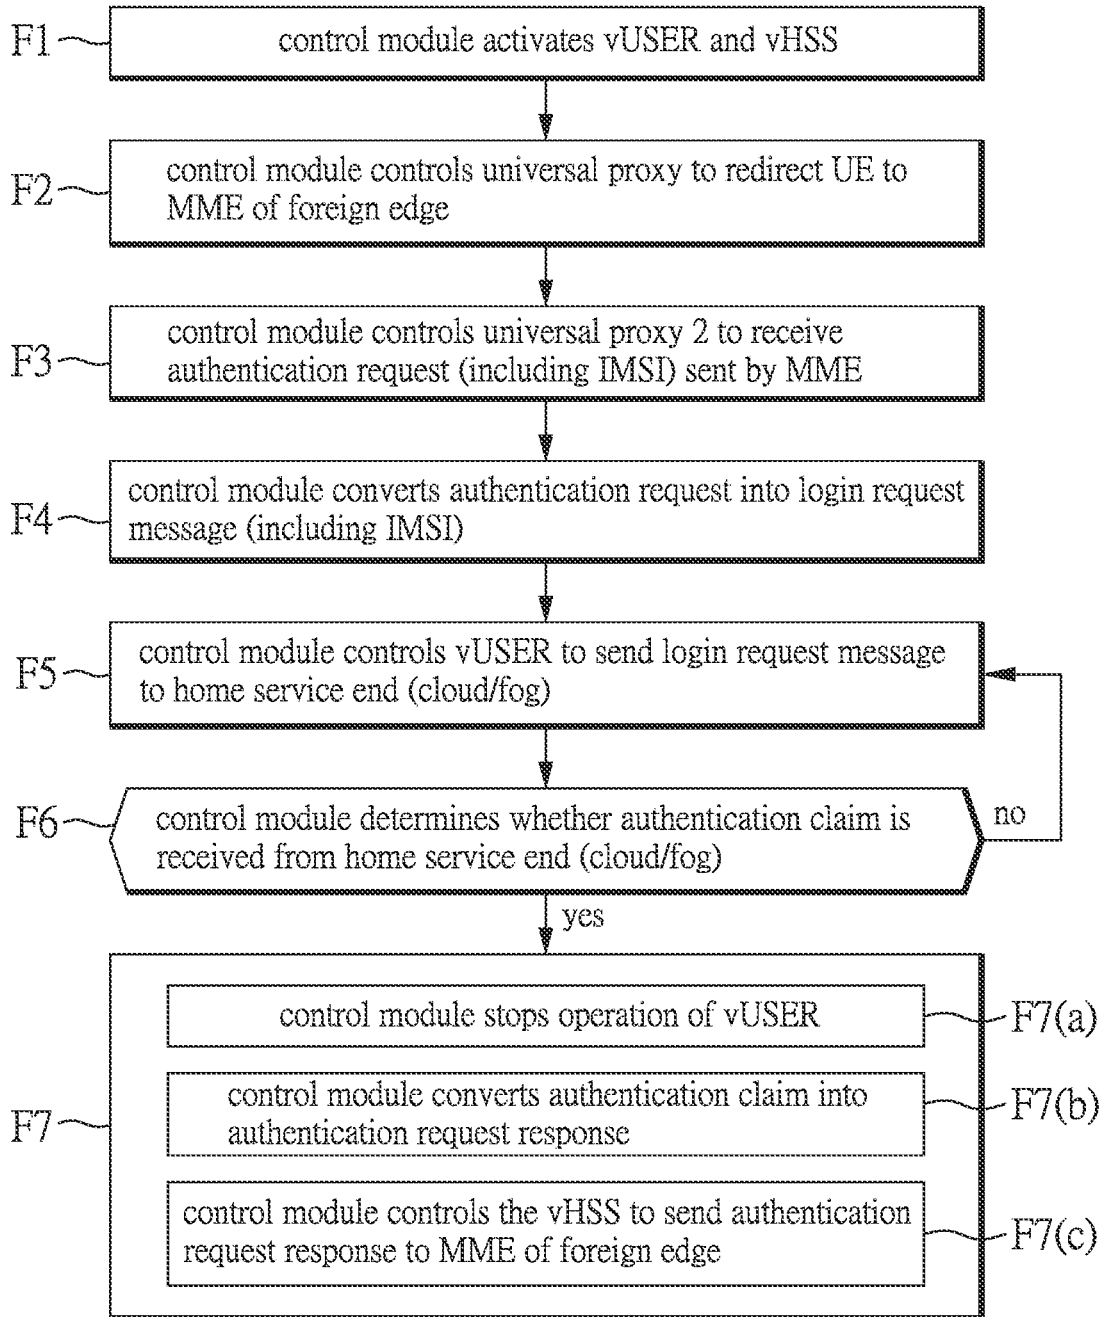 F1
control module activates vUSER and vHSS
F2
control module controls universal proxy to redirect UE to
MME of foreign edge
F3
control module controls universal proxy 2 to receive
authentication request (including IMSI) sent by MME
F4
control module converts authentication request into login request
message (including IMSI)
F5
control module controls vUSER to send login request message
to home service end (cloud/fog)
F6
control module determines whether authentication claim is
received from home service end (cloud/fog)
no
yes
F7
control module stops operation of vUSER
F7(a)
control module converts authentication claim into
authentication request response
F7(b)
control module controls the vHSS to send authentication
request response to MME of foreign edge
F7(c)